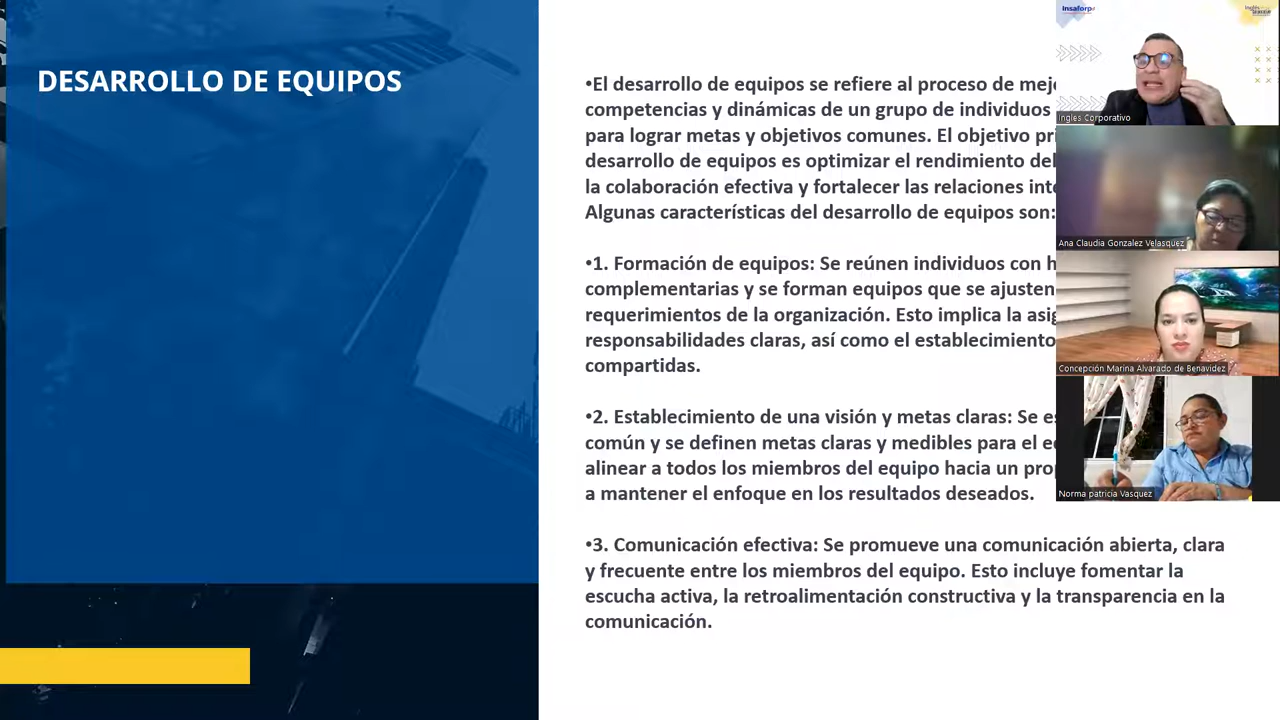 DESARROLLO DE EQUIPOS
•El desarrollo de equipos se refiere al proceso de mej
competencias y dinámicas de un grupo de individuos
para lograr metas y objetivos comunes. El objetivo pri
desarrollo de equipos es optimizar el rendimiento del
la colaboración efectiva y fortalecer las relaciones int
Algunas características del desarrollo de equipos son:
•1. Formación de equipos: Se reúnen individuos con h
complementarias y se forman equipos que se ajusten
requerimientos de la organización. Esto implica la asig
responsabilidades claras, así como el establecimiento
compartidas.
•2. Establecimiento de una visión y metas claras: Se es
común y se definen metas claras y medibles para el e
alinear a todos los miembros del equipo hacia un prop
a mantener el enfoque en los resultados deseados.
•3. Comunicación efectiva: Se promueve una comunicación abierta, clara
y frecuente entre los miembros del equipo. Esto incluye fomentar la
escucha activa, la retroalimentación constructiva y la transparencia en la
comunicación.
insaforp
Ingles Corporativo
Ana Claudia Gonzalez Velasquez
Concepción Marina Alvarado de Benavidez
Norma patricia Vasquez